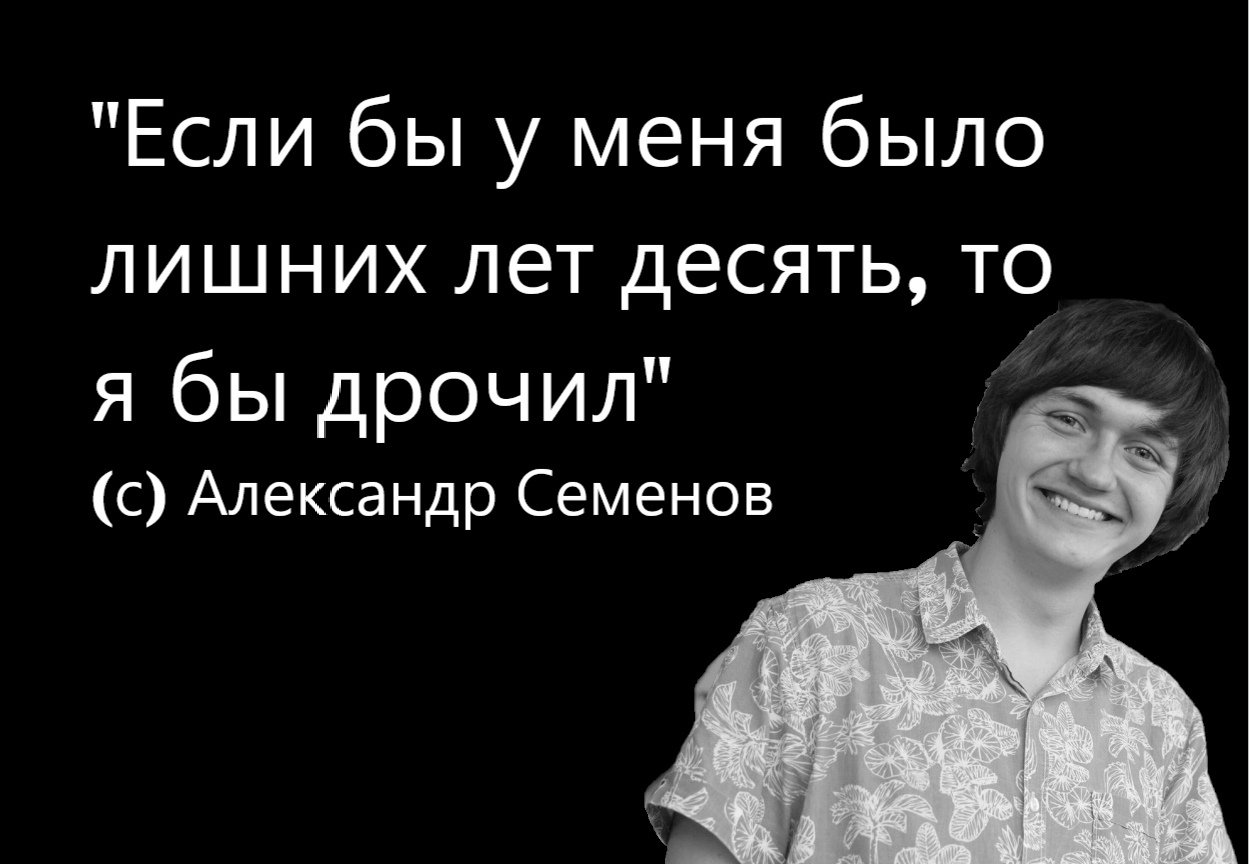 "Если бы у меня было
лишних лет десять, то
я бы дрочил"
(с) Александр Семенов